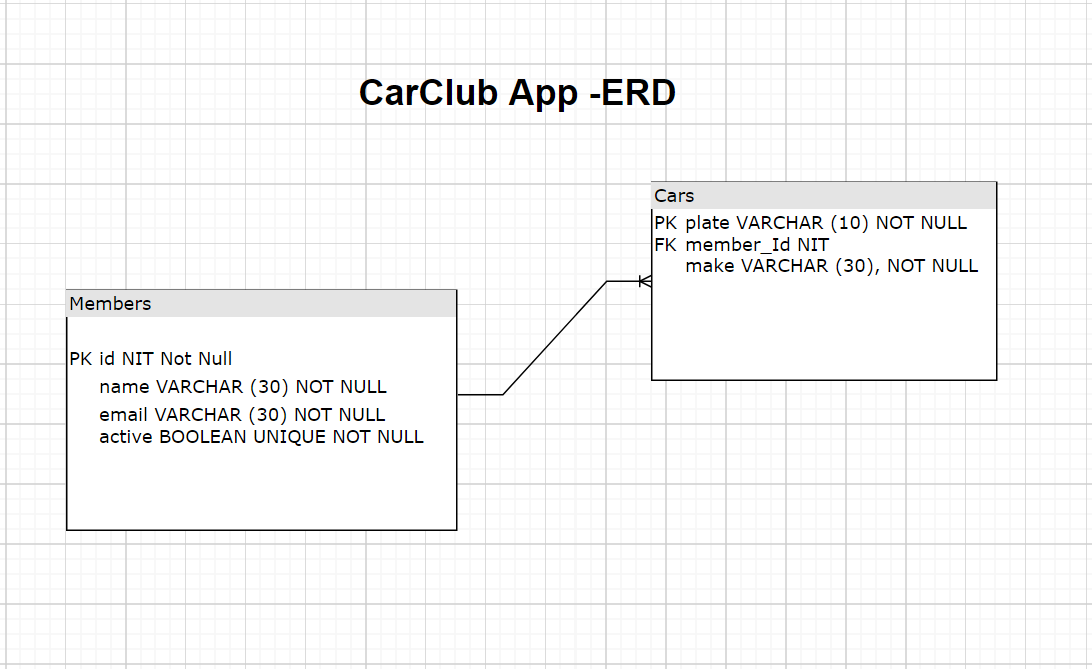 CarClub App -ERD
Cars
PK plate VARCHAR (10) NOT NULL
FK member_Id NIT
make VARCHAR (30), NOT NULL
Members
PK id NIT Not Null
name VARCHAR (30) NOT NULL
email VARCHAR (30) NOT NULL
active BOOLEAN UNIQUE NOT NULL